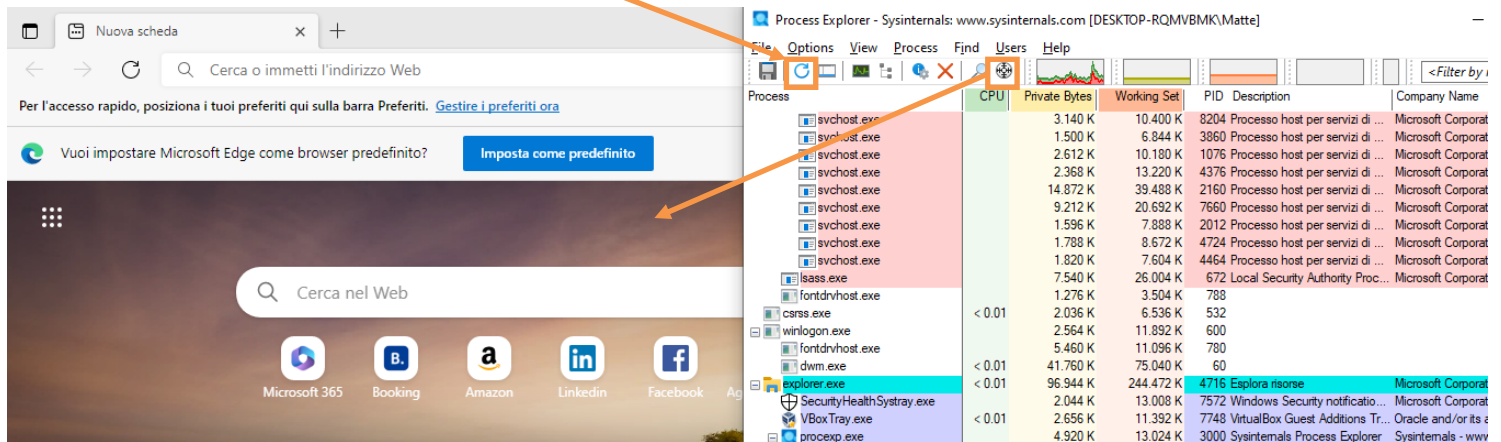 Nuova scheda
Cerca o immetti l'indirizzo Web
Per l'accesso rapido, posiziona i tuoi preferiti qui sulla barra Preferiti. Gestire i preferiti ora
Vuoi impostare Microsoft Edge come browser predefinito? Imposta come predefinito
Cerca nel Web
B. a in f
Microsoft 365 Booking Amazon Linkedin Facebook Ag
Process Explorer - Sysinternals: www.sysinternals.com [DESKTOP-RQMVBMK\Matte]
File Options View Process Find Users Help
<Filter by
Process CPU Private Bytes Working Set PID Description Company Name
svchost.exe 3.140 K 10.400 K 8204 Processo host per servizi di ... Microsoft Corporat
svchost.exe 1.500 K 6.844 K 3860 Processo host per servizi di ... Microsoft Corporat
svchost.exe 2.612 K 10.180 K 1076 Processo host per servizi di ... Microsoft Corporat
svchost.exe 2.368 K 13.220 K 4376 Processo host per servizi di ... Microsoft Corporat
svchost.exe 14.872 K 39.488 K 2160 Processo host per servizi di ... Microsoft Corporat
svchost.exe 9.212 K 20.692 K 7660 Processo host per servizi di ... Microsoft Corporat
svchost.exe 1.596 K 7.888 K 2012 Processo host per servizi di ... Microsoft Corporat
svchost.exe 1.788 K 8.672 K 4724 Processo host per servizi di ... Microsoft Corporat
svchost.exe 1.820 K 7.604 K 4464 Processo host per servizi di ... Microsoft Corporat
lsass.exe 7.540 K 26.004 K 672 Local Security Authority Proc... Microsoft Corporat
fontdrvhost.exe 1.276 K 3.504 K 788
csrss.exe < 0.01 2.036 K 6.536 K 532
winlogon.exe 2.564 K 11.892 K 600
fontdrvhost.exe 5.460 K 11.096 K 780
dwm.exe < 0.01 41.760 K 75.040 K 60
explorer.exe < 0.01 96.944 K 244.472 K 4716 Esplora risorse Microsoft Corporat
SecurityHealthSystray.exe 2.044 K 13.008 K 7572 Windows Security notificatio... Microsoft Corporat
VBoxTray.exe < 0.01 2.656 K 11.392 K 7748 VirtualBox Guest Additions Tr... Oracle and/or its a
procexp.exe 4.920 K 13.024 K 3000 Sysinternals Process Explorer Sysinternals - www